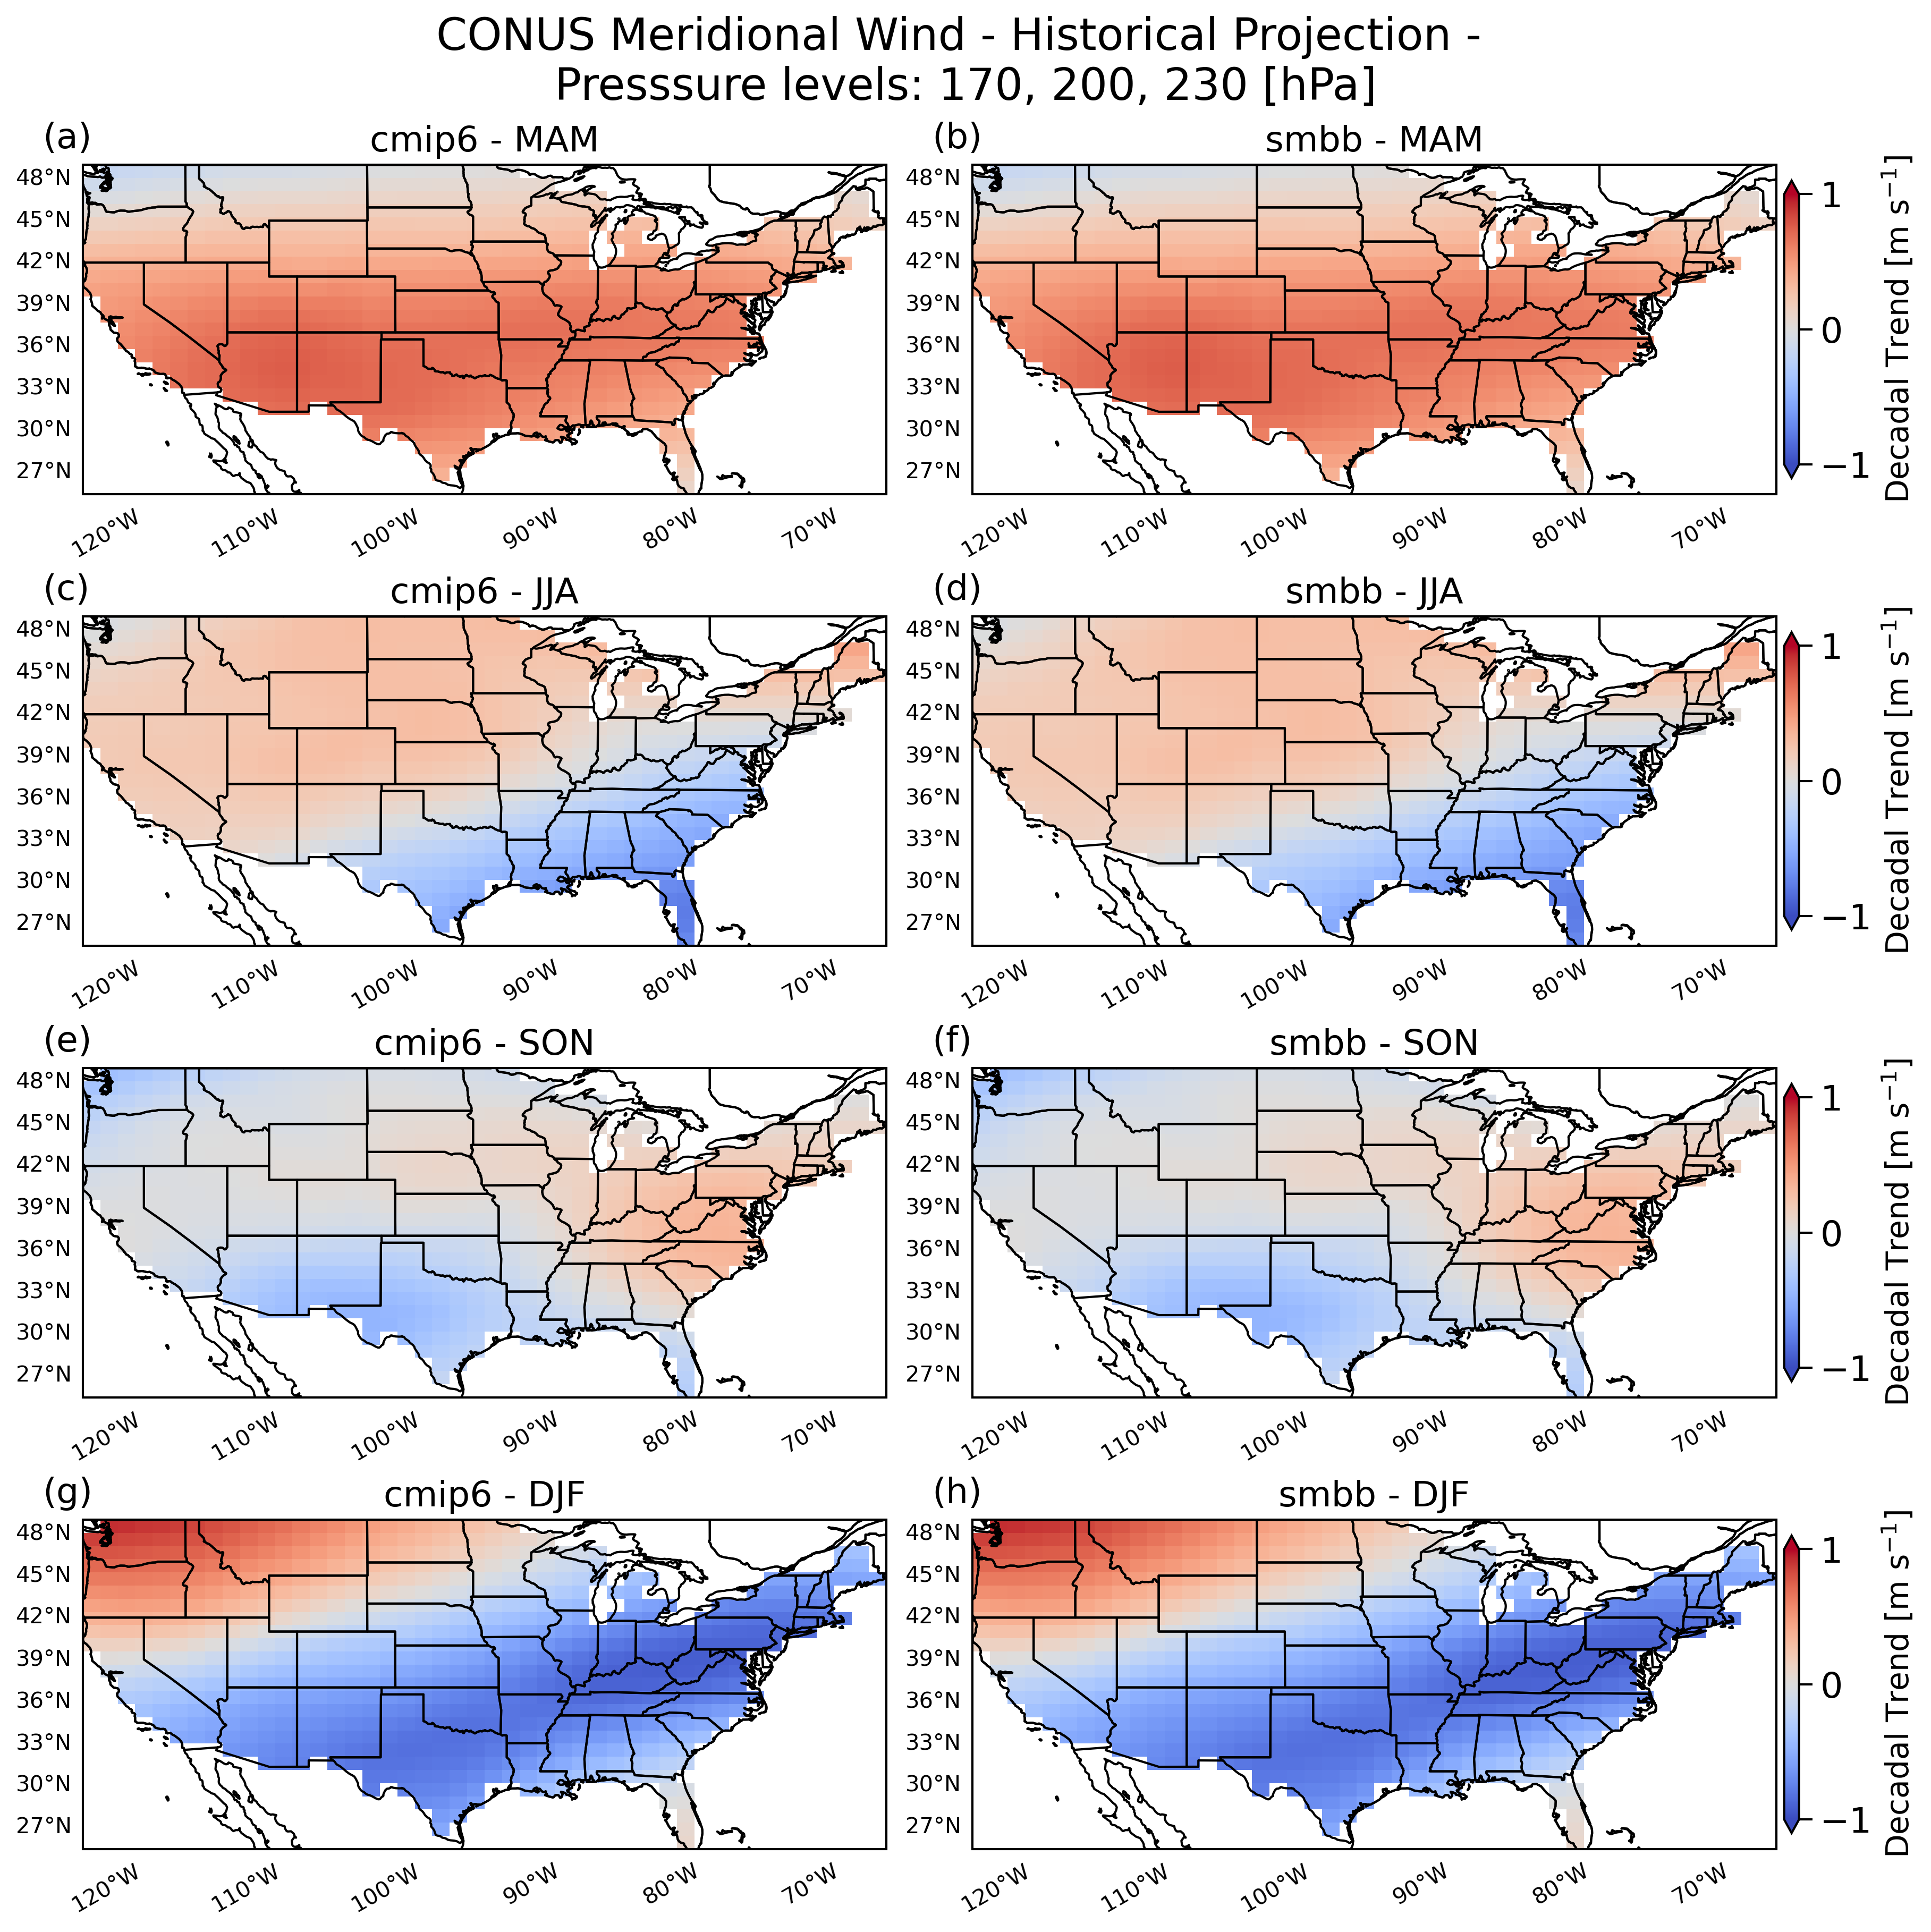 CONUS Meridional Wind - Historical Projection -
Presssure levels: 170, 200, 230 [hPa]
(a) cmip6 - MAM
48°N
45°N
42°N
39°N
36°N
33°N
30°N
27°N
120°W 110°W 100°W 90°W 80°W 70°W
(b) smbb - MAM
48°N
45°N
42°N
39°N
36°N
33°N
30°N
27°N
120°W 110°W 100°W 90°W 80°W 70°W
1
0
−1
Decadal Trend [m s⁻¹]
(c) cmip6 - JJA
48°N
45°N
42°N
39°N
36°N
33°N
30°N
27°N
120°W 110°W 100°W 90°W 80°W 70°W
(d) smbb - JJA
48°N
45°N
42°N
39°N
36°N
33°N
30°N
27°N
120°W 110°W 100°W 90°W 80°W 70°W
1
0
−1
Decadal Trend [m s⁻¹]
(e) cmip6 - SON
48°N
45°N
42°N
39°N
36°N
33°N
30°N
27°N
120°W 110°W 100°W 90°W 80°W 70°W
(f) smbb - SON
48°N
45°N
42°N
39°N
36°N
33°N
30°N
27°N
120°W 110°W 100°W 90°W 80°W 70°W
1
0
−1
Decadal Trend [m s⁻¹]
(g) cmip6 - DJF
48°N
45°N
42°N
39°N
36°N
33°N
30°N
27°N
120°W 110°W 100°W 90°W 80°W 70°W
(h) smbb - DJF
48°N
45°N
42°N
39°N
36°N
33°N
30°N
27°N
120°W 110°W 100°W 90°W 80°W 70°W
1
0
−1
Decadal Trend [m s⁻¹]